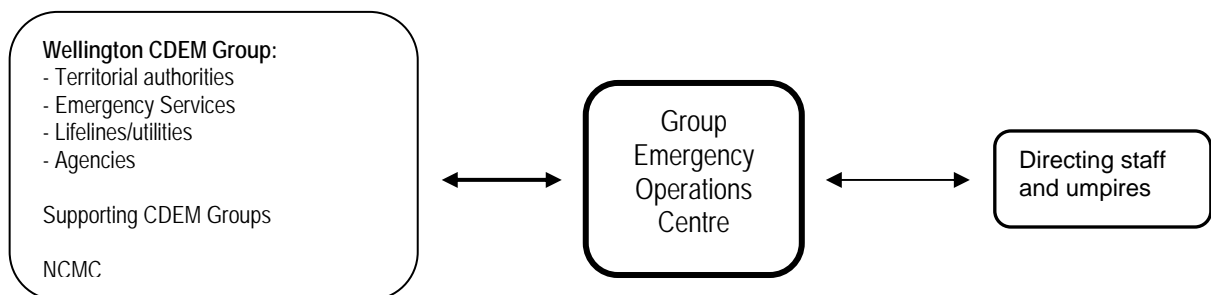 Wellington CDEM Group:
- Territorial authorities
- Emergency Services
- Lifelines/utilities
- Agencies
Supporting CDEM Groups
NCMC
Group
Emergency
Operations
Centre
Directing staff
and umpires